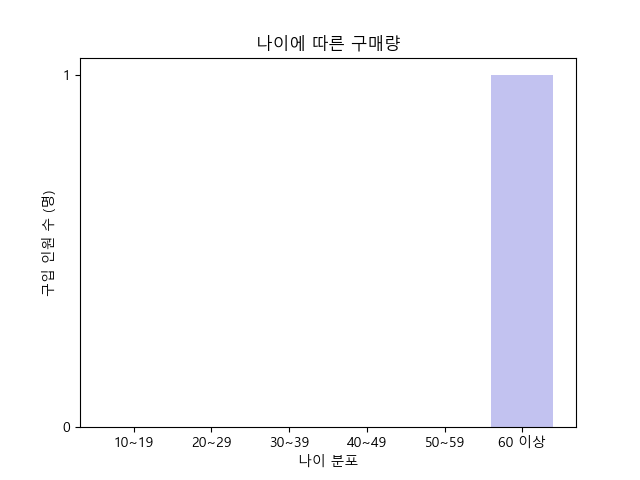 나이에 따른 구매량
구입 인원 수 (명)
1
0
10~19 20~29 30~39 40~49 50~59 60 이상
나이 분포